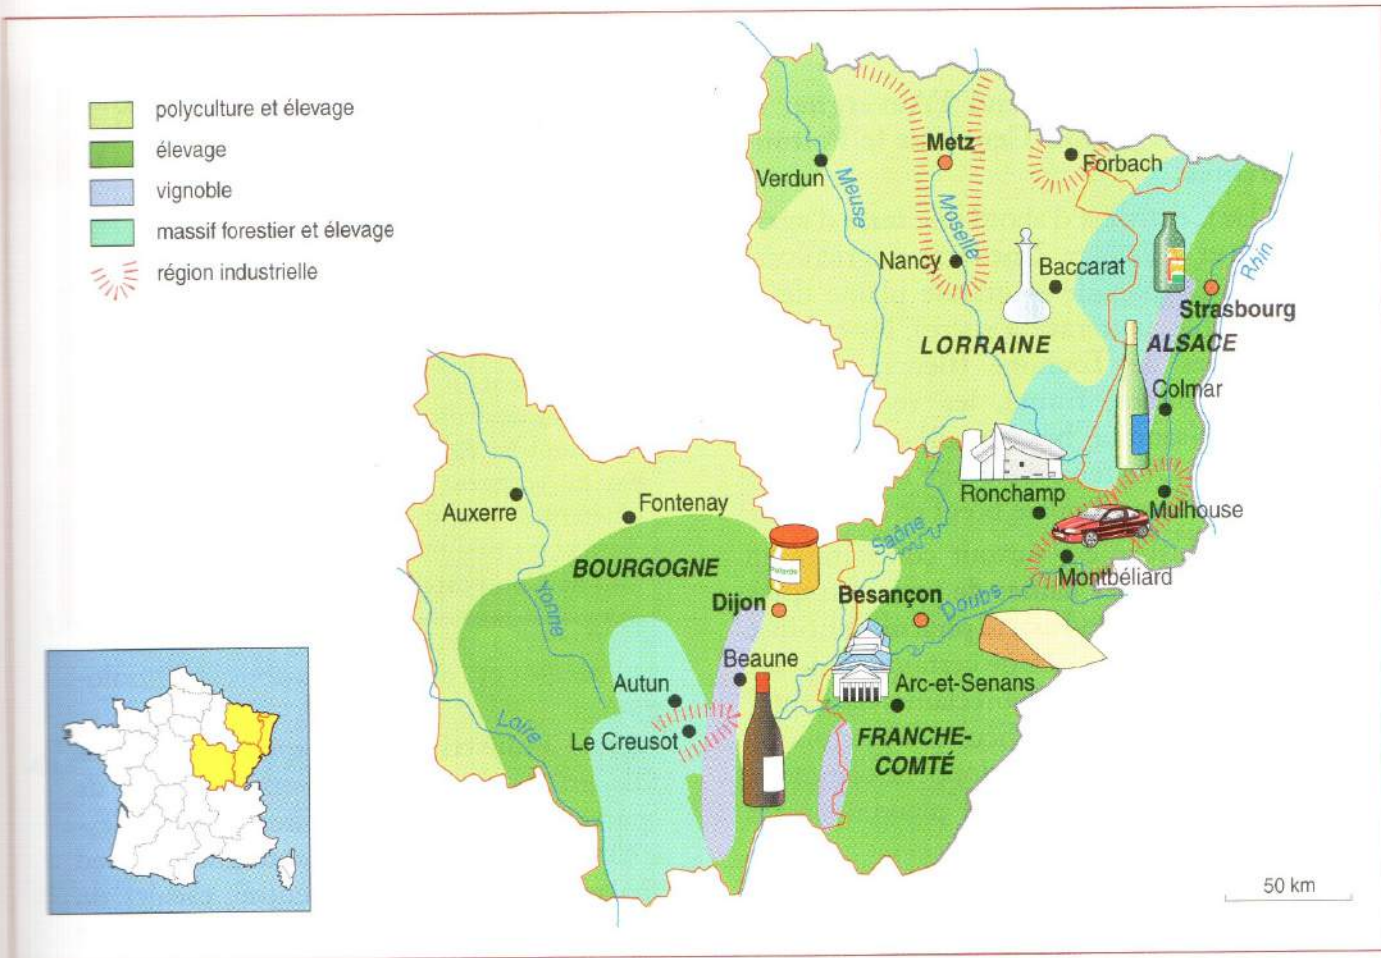 polyculture et élevage
élevage
vignoble
massif forestier et élevage
région industrielle
Metz
Forbach
Verdun
Meuse
Moselle
Nancy
Baccarat
Rhin
Strasbourg
LORRAINE
ALSACE
Colmar
Ronchamp
Mulhouse
Auxerre
Fontenay
Saône
BOURGOGNE
Montbéliard
Yonne
Dijon
Besançon
Doubs
Beaune
Autun
Arc-et-Senans
Loire
Le Creusot
FRANCHE-
COMTÉ
50 km